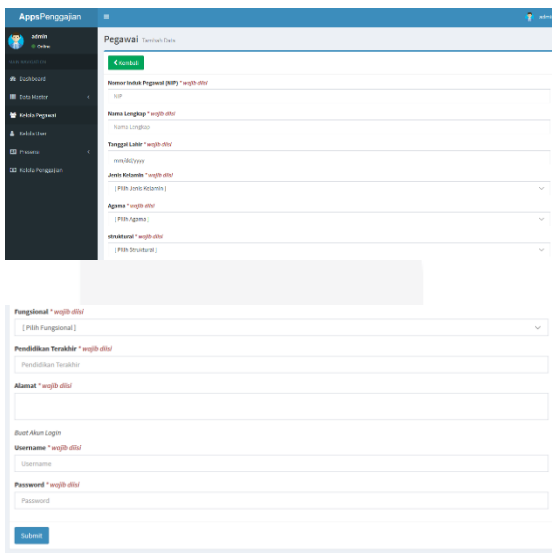 AppsPenggajian
admin
admin
Online
Pegawai Tambah Data
MAIN NAVIGATION
Dashboard
Data Master
Kelola Pegawai
Kelola User
Presensi
Kelola Penggajian
Kembali
Nomor Induk Pegawai (NIP) * wajib diisi
NIP
Nama Lengkap * wajib diisi
Nama Lengkap
Tanggal Lahir * wajib diisi
mm/dd/yyyy
Jenis Kelamin * wajib diisi
[ Pilih Jenis Kelamin ]
Agama * wajib diisi
[ Pilih Agama ]
struktural * wajib diisi
[ Pilih Struktural ]
Fungsional * wajib diisi
[ Pilih Fungsional ]
Pendidikan Terakhir * wajib diisi
Pendidikan Terakhir
Alamat * wajib diisi
Buat Akun Login
Username * wajib diisi
Username
Password * wajib diisi
Password
Submit